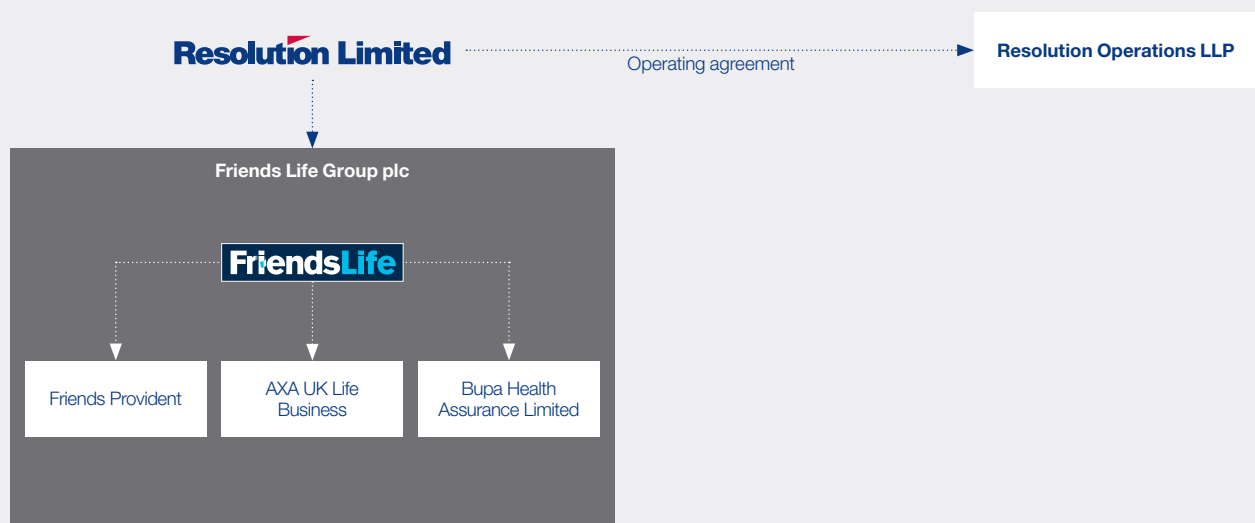 Resolution Limited
Operating agreement
Resolution Operations LLP
Friends Life Group plc
FriendsLife
Friends Provident
AXA UK Life
Business
Bupa Health
Assurance Limited